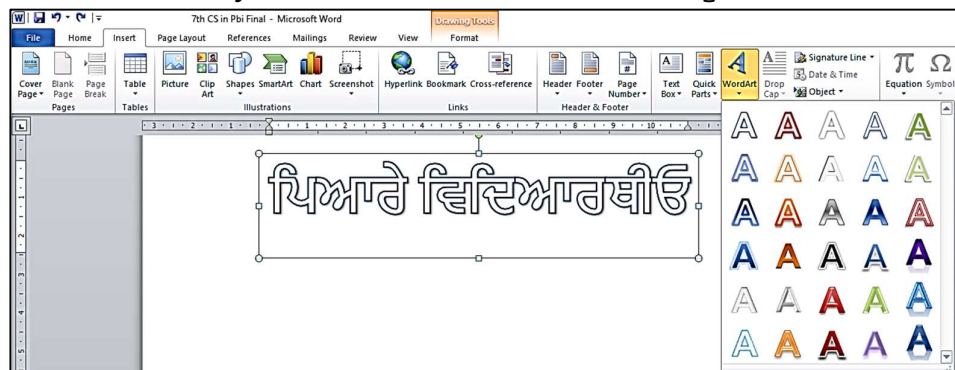 7th CS in Pbi Final - Microsoft Word
Drawing Tools
File Home Insert Page Layout References Mailings Review View Format
Cover Page
Blank Page
Page Break
Table
Picture
Clip Art
Shapes
SmartArt
Chart
Screenshot
Hyperlink
Bookmark
Cross-reference
Header
Footer
Page Number
Text Box
Quick Parts
WordArt
Drop Cap
Signature Line
Date & Time
Object
Equation
Symbol
Pages
Tables
Illustrations
Links
Header & Footer
ਪਿਆਰੇ ਵਿਦਿਆਰਥੀਓ